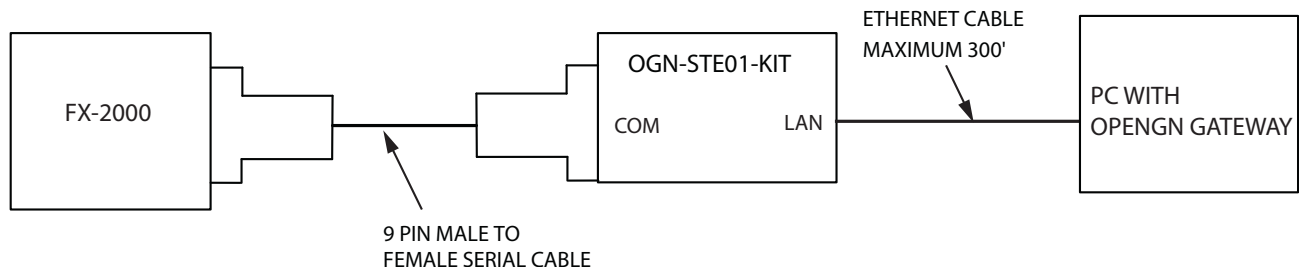 ETHERNET CABLE
MAXIMUM 300'
FX-2000
OGN-STE01-KIT
COM
LAN
PC WITH
OPENGN GATEWAY
9 PIN MALE TO
FEMALE SERIAL CABLE